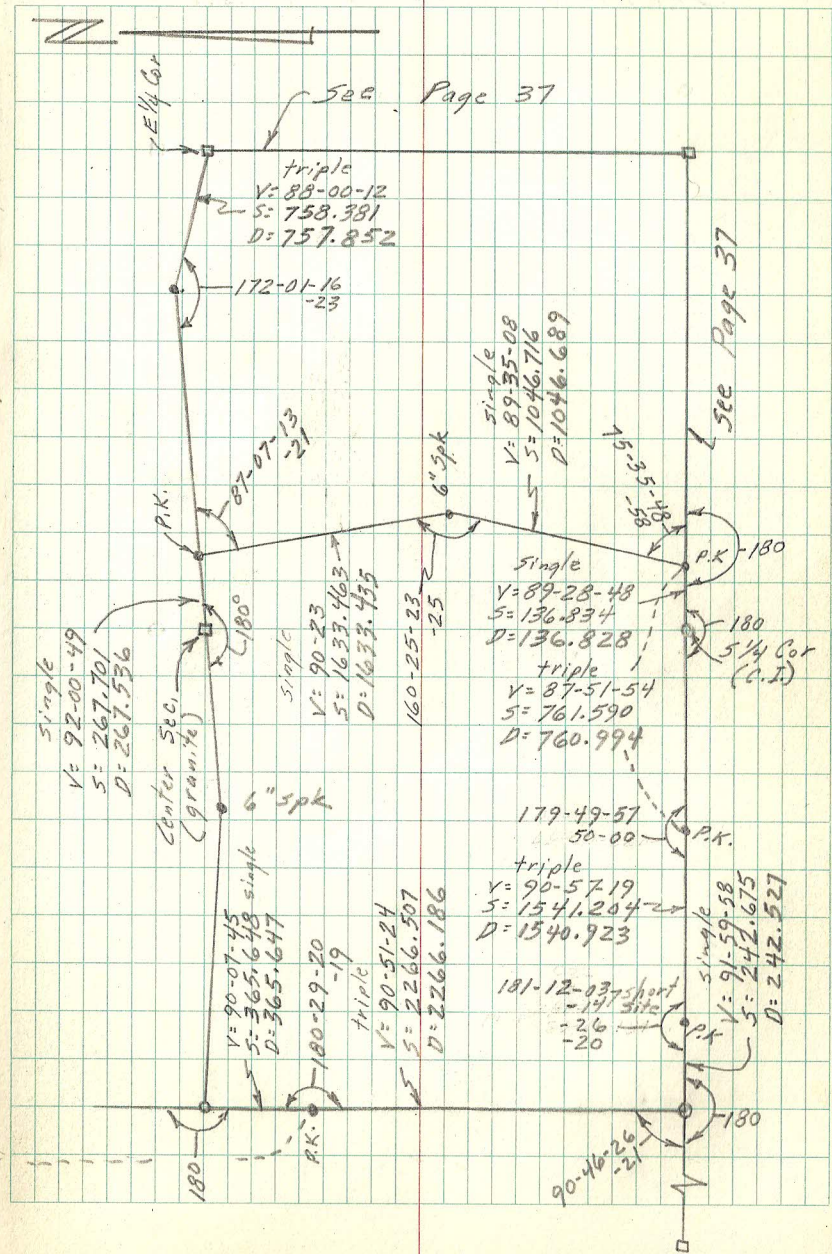 N
See Page 37
E 1/4 Cor
triple
V= 88-00-12
S= 758.381
D= 757.852
172-01-16
-23
See Page 37
single
V= 89-35-08
S= 1046.716
D= 1046.689
87-07-13
-21
P.K.
6" Spk
-58
P.K
180
single
V= 92-00-49
S= 267.701
D= 267.536
180°
Center Sec.
(granite)
single
V= 90-23
S= 1633.463
D= 1633.435
160-25-23
-25
Single
V= 89-28-48
S= 136.834
D= 136.828
180
S 1/4 Cor
(C.I.)
triple
V= 87-51-54
S= 761.590
D= 760.994
6" Spk
179-49-57
50-00
P.K.
triple
V= 90-57-19
S= 1541.204
D= 1540.923
single
V= 91-59-58
S= 242.675
D= 242.527
single
V= 90-07-45
S= 365.648
D= 365.647
180-29-20
-19
triple
V= 90-51-24
S= 2266.507
D= 2266.186
181-12-03
-14
-26
-20
short
site
P.K
180
P.K.
90-46-26
-21
180